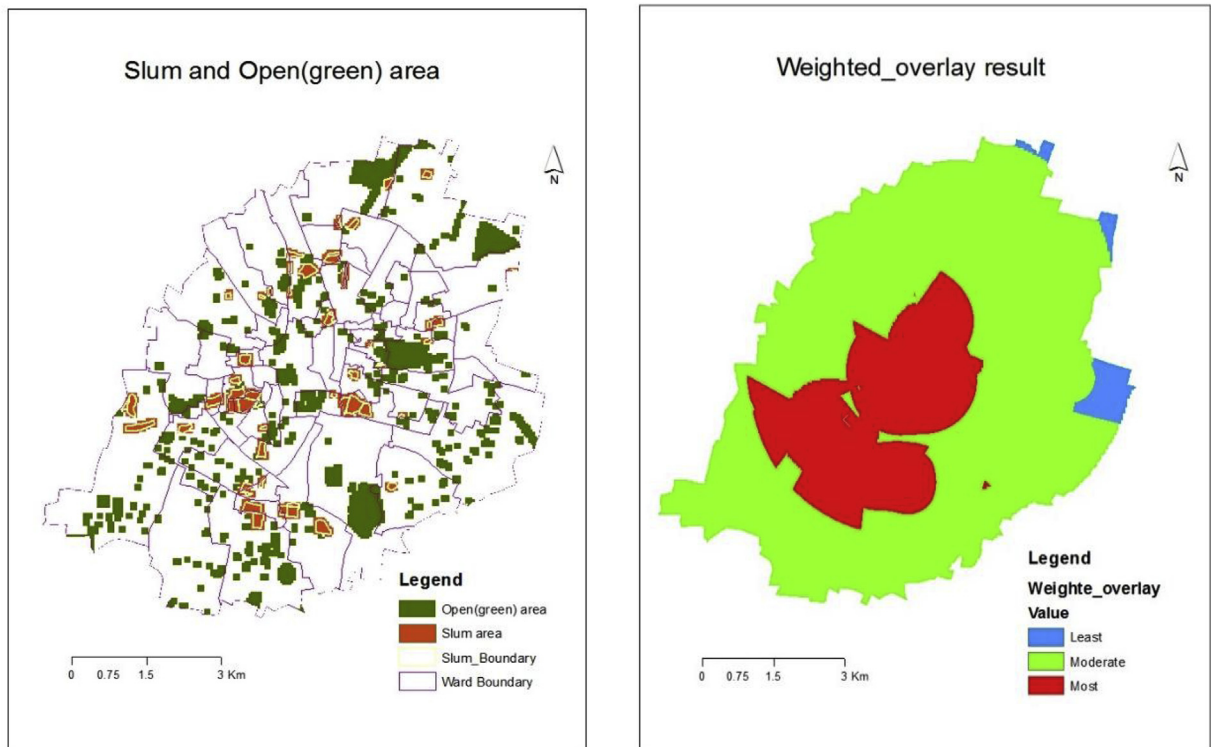 Slum and Open(green) area
N
Legend
Open(green) area
Slum area
Slum_Boundary
Ward Boundary
0 0.75 1.5 3 Km
Weighted_overlay result
N
Legend
Weighte_overlay
Value
Least
Moderate
Most
0 0.75 1.5 3 Km